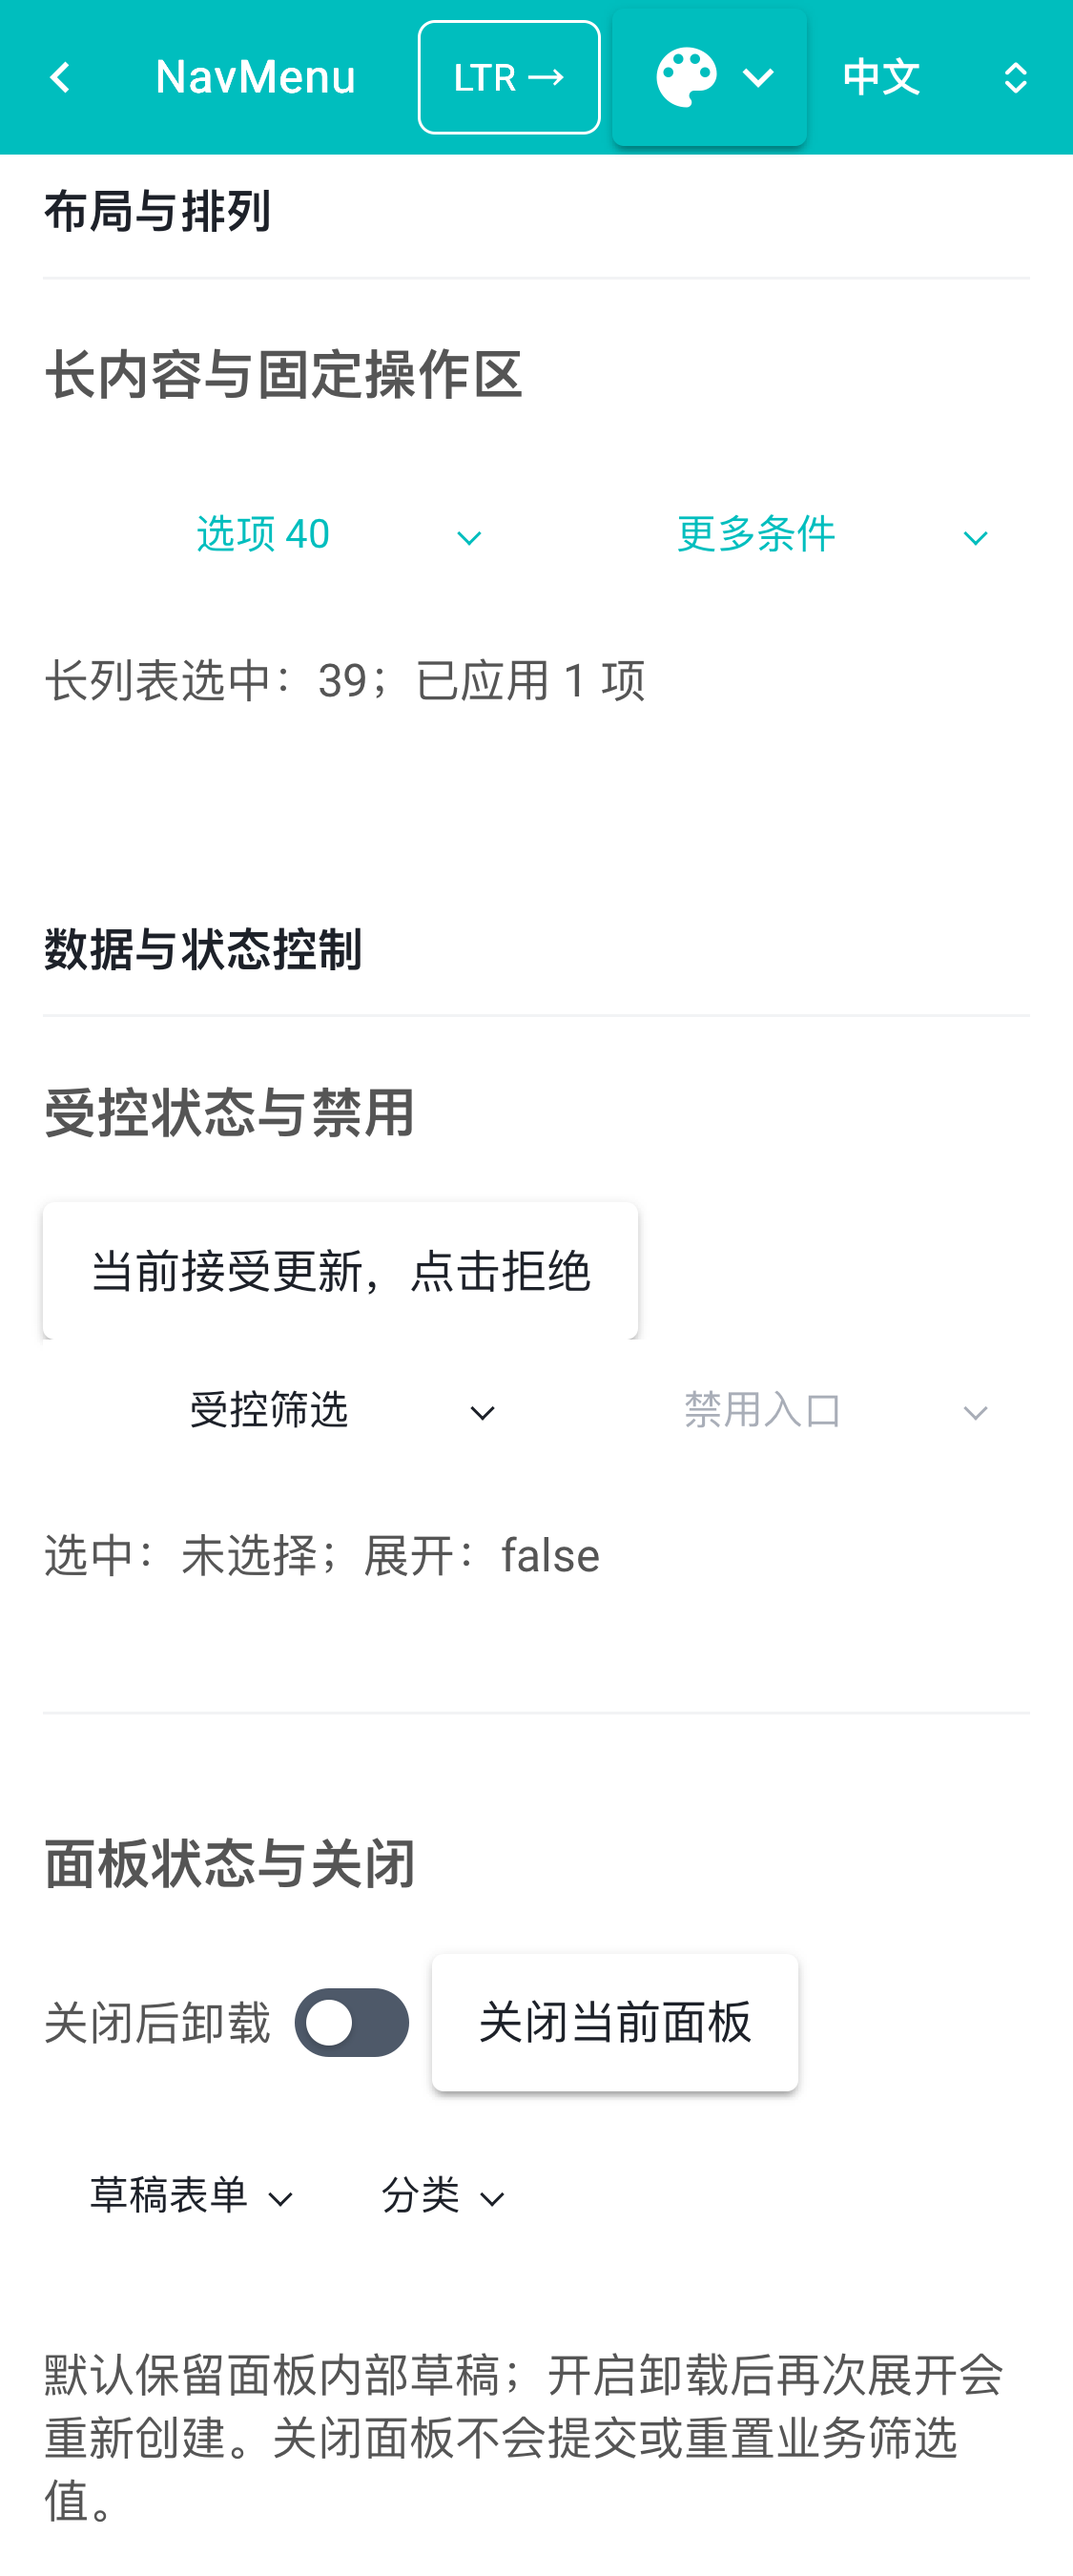 NavMenu LTR → 中文
布局与排列
长内容与固定操作区
选项 40 更多条件
长列表选中：39；已应用 1 项
数据与状态控制
受控状态与禁用
当前接受更新，点击拒绝
受控筛选 禁用入口
选中：未选择；展开：false
面板状态与关闭
关闭后卸载 关闭当前面板
草稿表单 分类
默认保留面板内部草稿；开启卸载后再次展开会
重新创建。关闭面板不会提交或重置业务筛选
值。